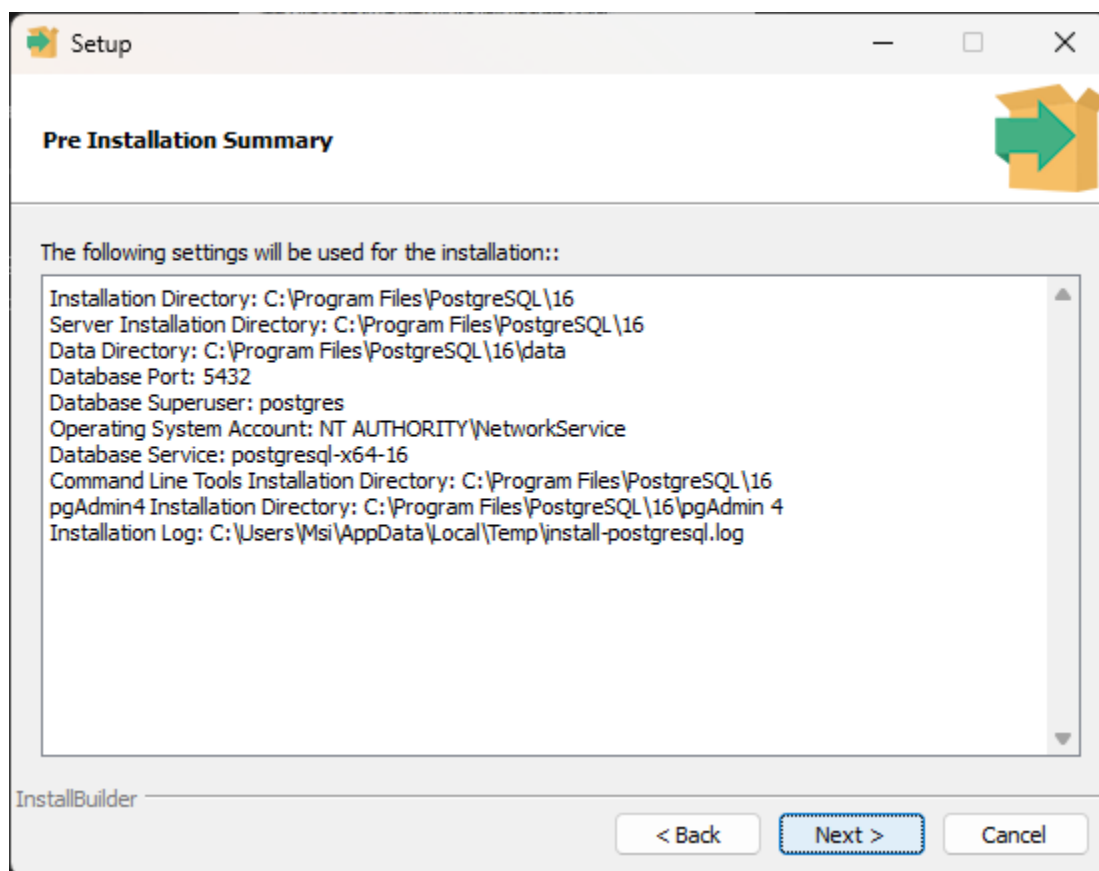 Setup
Pre Installation Summary
The following settings will be used for the installation::
Installation Directory: C:\Program Files\PostgreSQL\16
Server Installation Directory: C:\Program Files\PostgreSQL\16
Data Directory: C:\Program Files\PostgreSQL\16\data
Database Port: 5432
Database Superuser: postgres
Operating System Account: NT AUTHORITY\NetworkService
Database Service: postgresql-x64-16
Command Line Tools Installation Directory: C:\Program Files\PostgreSQL\16
pgAdmin4 Installation Directory: C:\Program Files\PostgreSQL\16\pgAdmin 4
Installation Log: C:\Users\Msi\AppData\Local\Temp\install-postgresql.log
InstallBuilder
< Back
Next >
Cancel